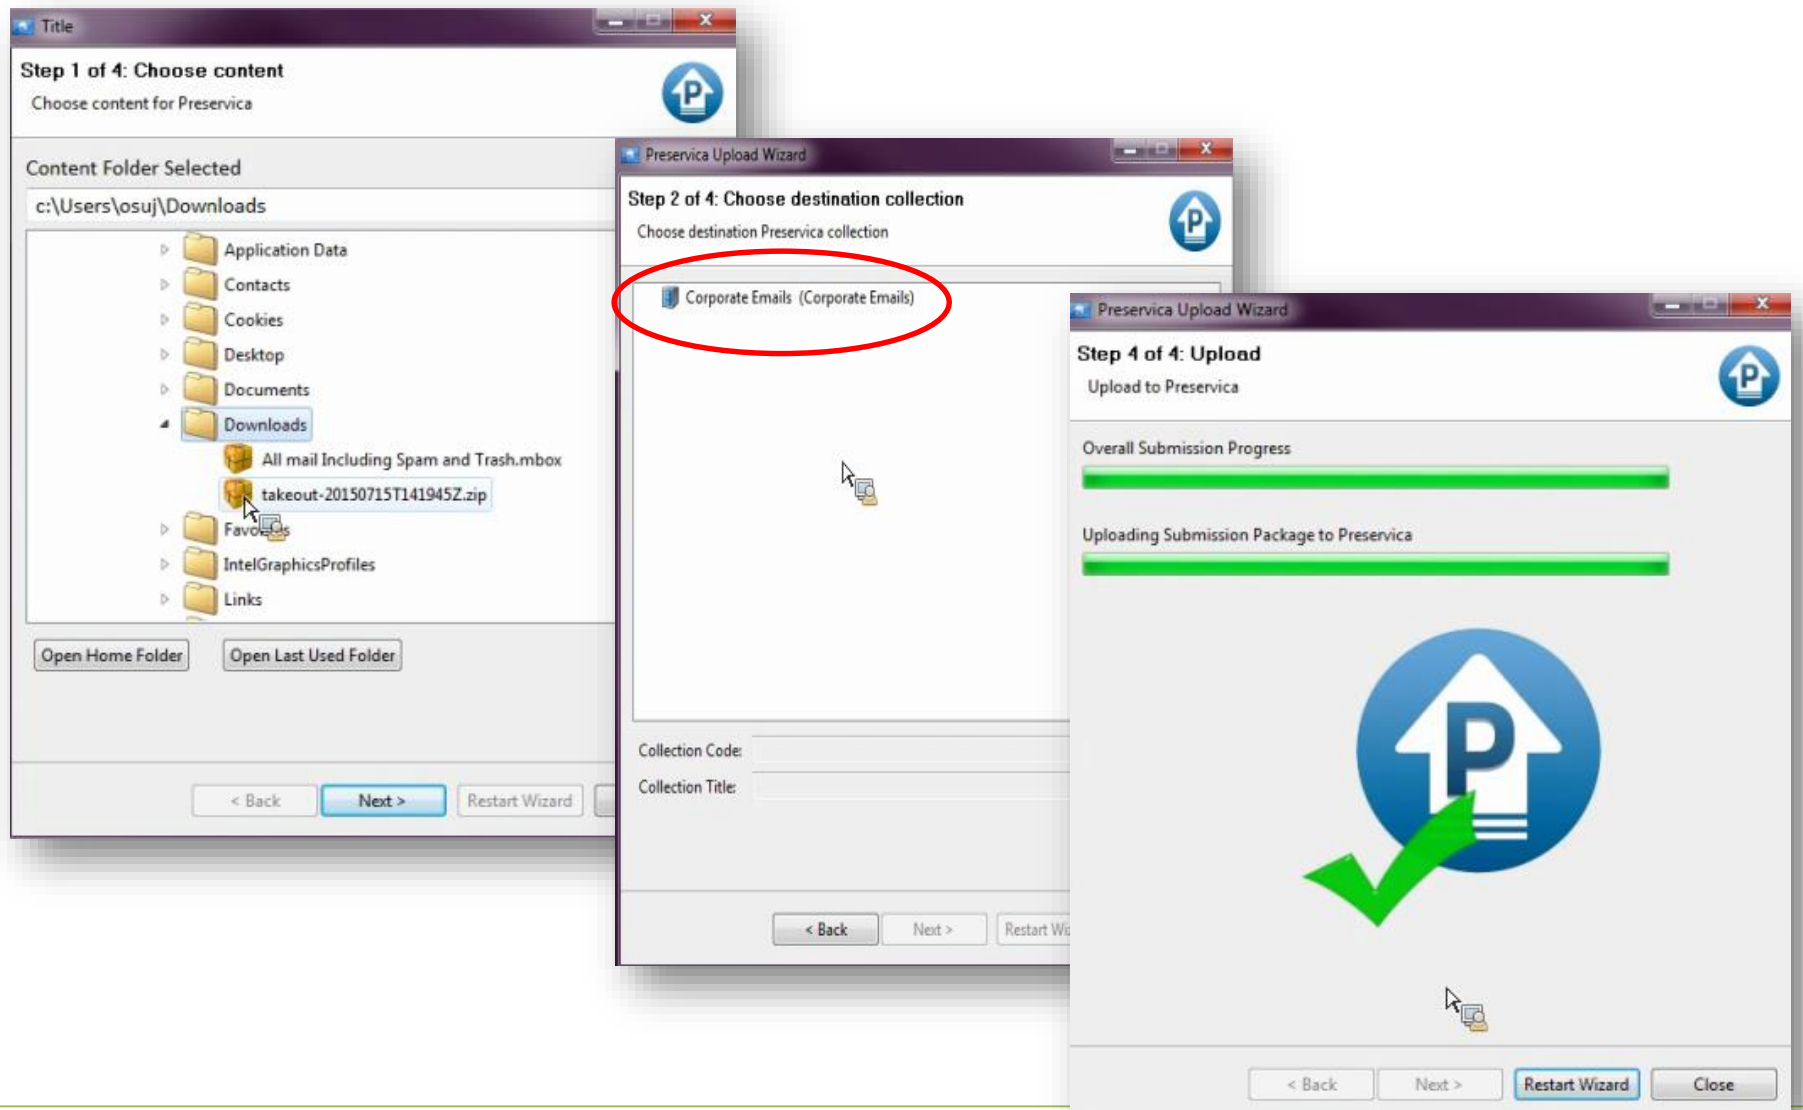 Title
Step 1 of 4: Choose content
Choose content for Preservica
P
Content Folder Selected
c:\Users\osuj\Downloads
Application Data
Contacts
Cookies
Desktop
Documents
Downloads
All mail Including Spam and Trash.mbox
takeout-20150715T141945Z.zip
IntelGraphicsProfiles
Links
Open Home Folder
Open Last Used Folder
< Back
Next >
Restart Wizard
Preservica Upload Wizard
Step 2 of 4: Choose destination collection
Choose destination Preservica collection
P
Corporate Emails (Corporate Emails)
Collection Code:
Collection Title:
< Back
Next >
Restart
Preservica Upload Wizard
Step 4 of 4: Upload
Upload to Preservica
P
Overall Submission Progress
Uploading Submission Package to Preservica
P
< Back
Next >
Restart Wizard
Close